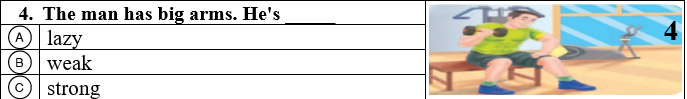 4. The man has big arms. He's _____
A lazy
B weak
C strong
4